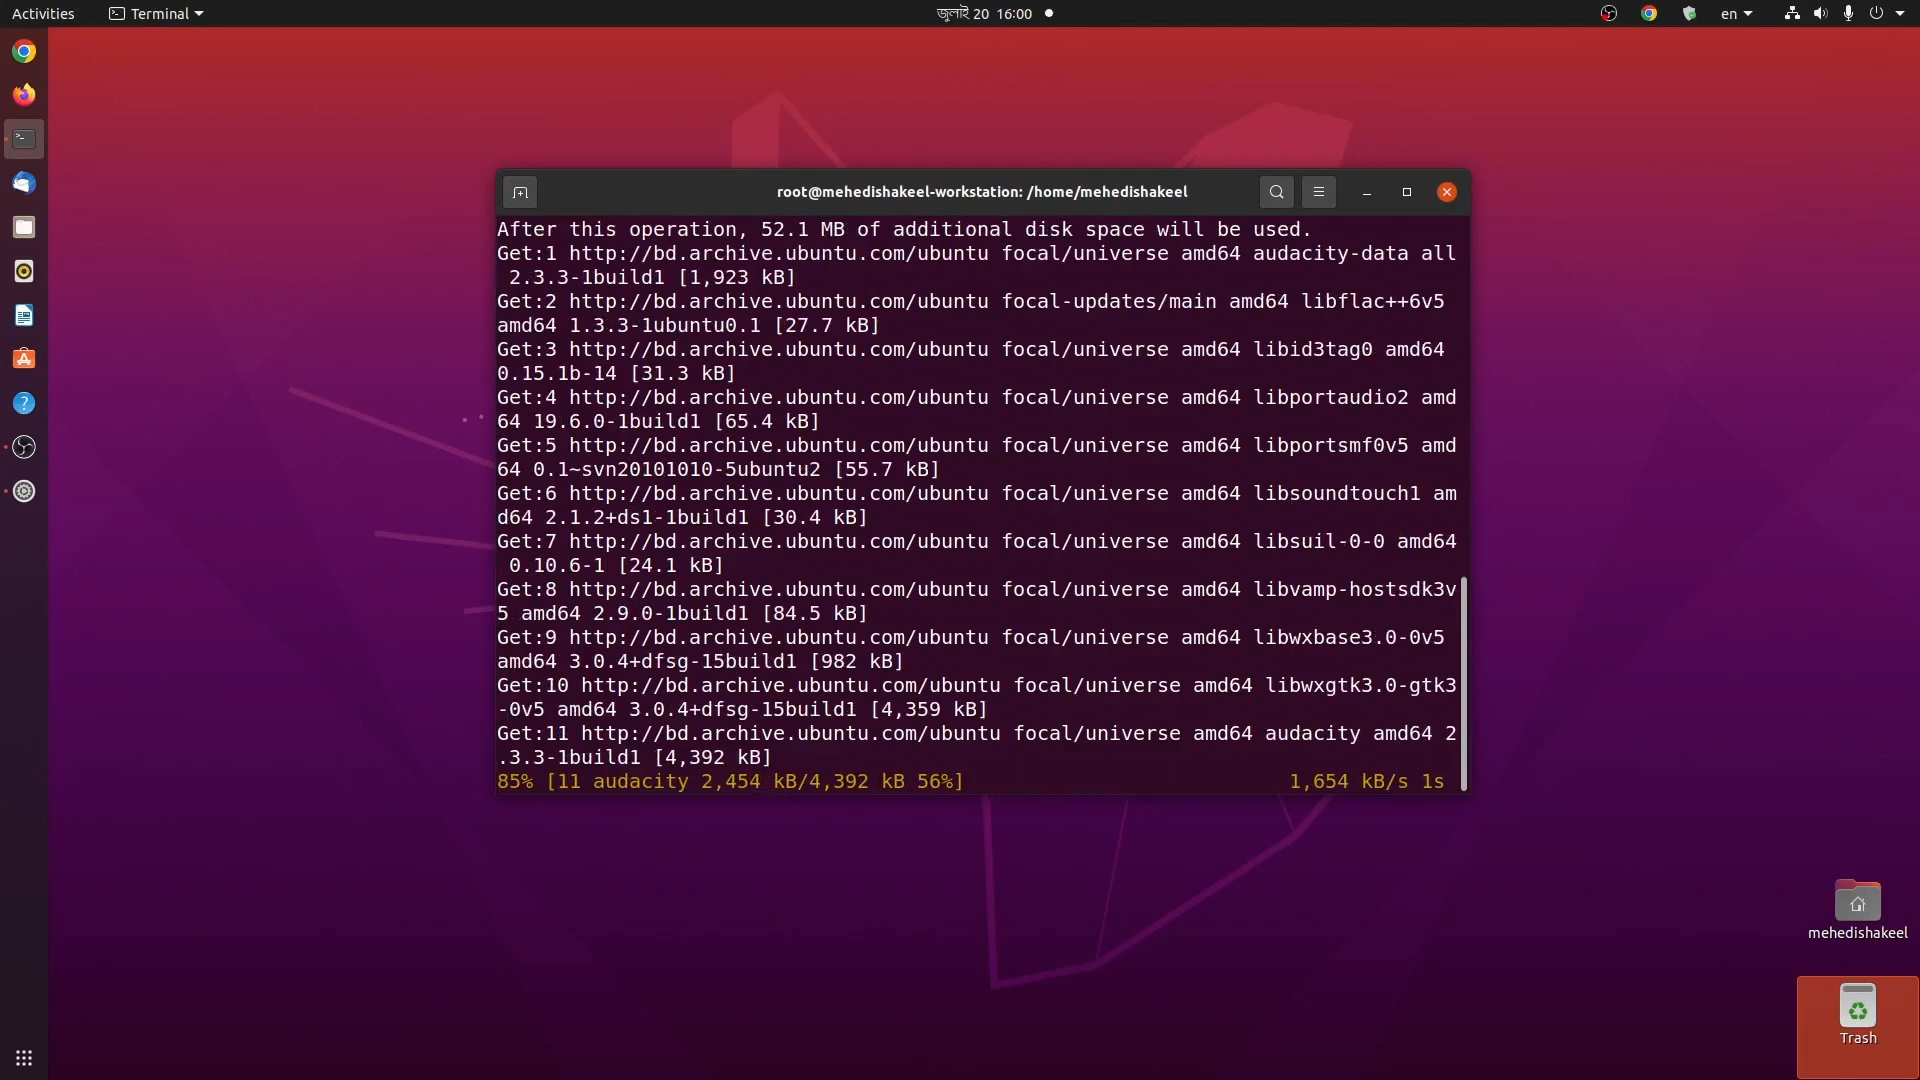 Activities
Terminal
জুলাই 20 16:00
en
root@mehedishakeel-workstation: /home/mehedishakeel
After this operation, 52.1 MB of additional disk space will be used.
Get:1 http://bd.archive.ubuntu.com/ubuntu focal/universe amd64 audacity-data all
 2.3.3-1build1 [1,923 kB]
Get:2 http://bd.archive.ubuntu.com/ubuntu focal-updates/main amd64 libflac++6v5
amd64 1.3.3-1ubuntu0.1 [27.7 kB]
Get:3 http://bd.archive.ubuntu.com/ubuntu focal/universe amd64 libid3tag0 amd64
0.15.1b-14 [31.3 kB]
Get:4 http://bd.archive.ubuntu.com/ubuntu focal/universe amd64 libportaudio2 amd
64 19.6.0-1build1 [65.4 kB]
Get:5 http://bd.archive.ubuntu.com/ubuntu focal/universe amd64 libportsmf0v5 amd
64 0.1~svn20101010-5ubuntu2 [55.7 kB]
Get:6 http://bd.archive.ubuntu.com/ubuntu focal/universe amd64 libsoundtouch1 am
d64 2.1.2+ds1-1build1 [30.4 kB]
Get:7 http://bd.archive.ubuntu.com/ubuntu focal/universe amd64 libsuil-0-0 amd64
 0.10.6-1 [24.1 kB]
Get:8 http://bd.archive.ubuntu.com/ubuntu focal/universe amd64 libvamp-hostsdk3v
5 amd64 2.9.0-1build1 [84.5 kB]
Get:9 http://bd.archive.ubuntu.com/ubuntu focal/universe amd64 libwxbase3.0-0v5
amd64 3.0.4+dfsg-15build1 [982 kB]
Get:10 http://bd.archive.ubuntu.com/ubuntu focal/universe amd64 libwxgtk3.0-gtk3
-0v5 amd64 3.0.4+dfsg-15build1 [4,359 kB]
Get:11 http://bd.archive.ubuntu.com/ubuntu focal/universe amd64 audacity amd64 2
.3.3-1build1 [4,392 kB]
85% [11 audacity 2,454 kB/4,392 kB 56%] 1,654 kB/s 1s
mehedishakeel
Trash